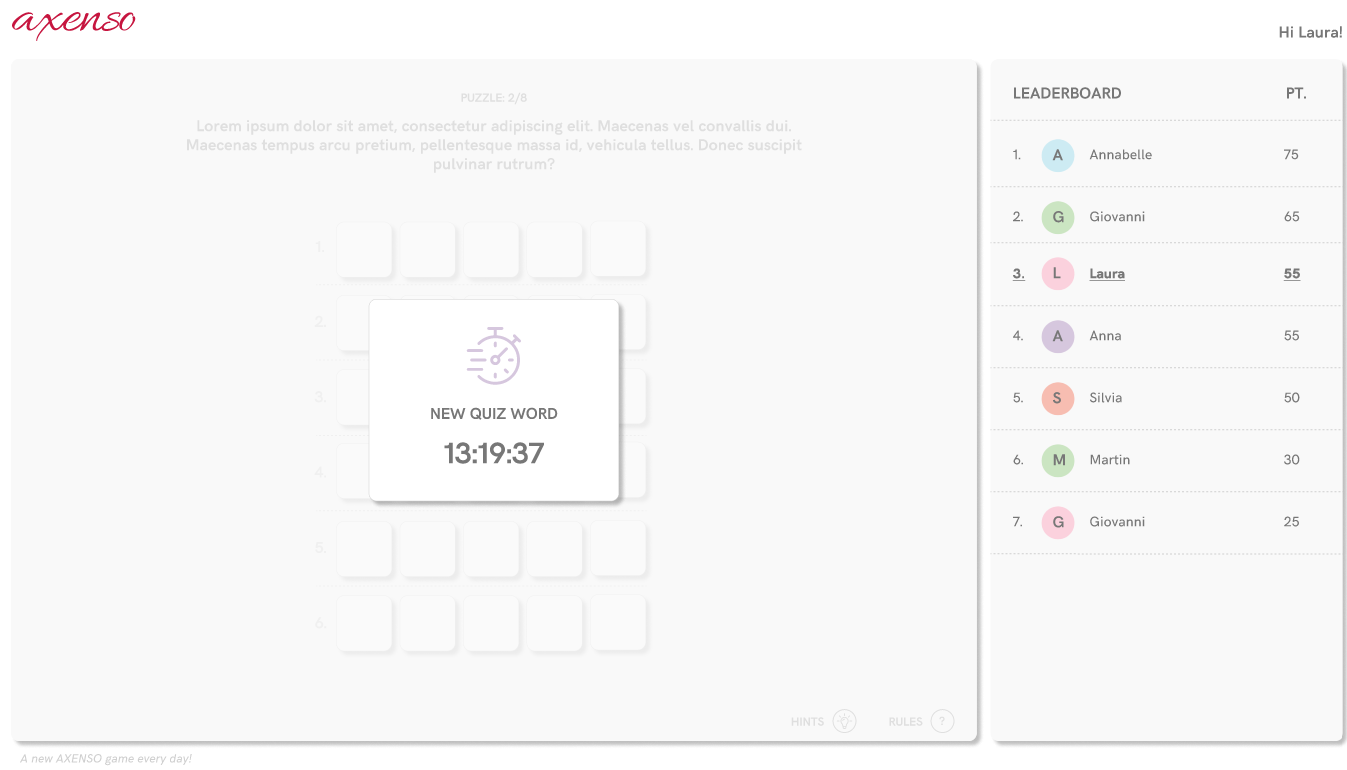 axenso
Hi Laura!
PUZZLE: 2/8
Lorem ipsum dolor sit amet, consectetur adipiscing elit. Maecenas vel convallis dui.
Maecenas tempus arcu pretium, pellentesque massa id, vehicula tellus. Donec suscipit
pulvinar rutrum?
1.
2.
3.
4.
5.
6.
NEW QUIZ WORD
13:19:37
HINTS
RULES ?
A new AXENSO game every day!
LEADERBOARD PT.
1. A Annabelle 75
2. G Giovanni 65
3. L Laura 55
4. A Anna 55
5. S Silvia 50
6. M Martin 30
7. G Giovanni 25